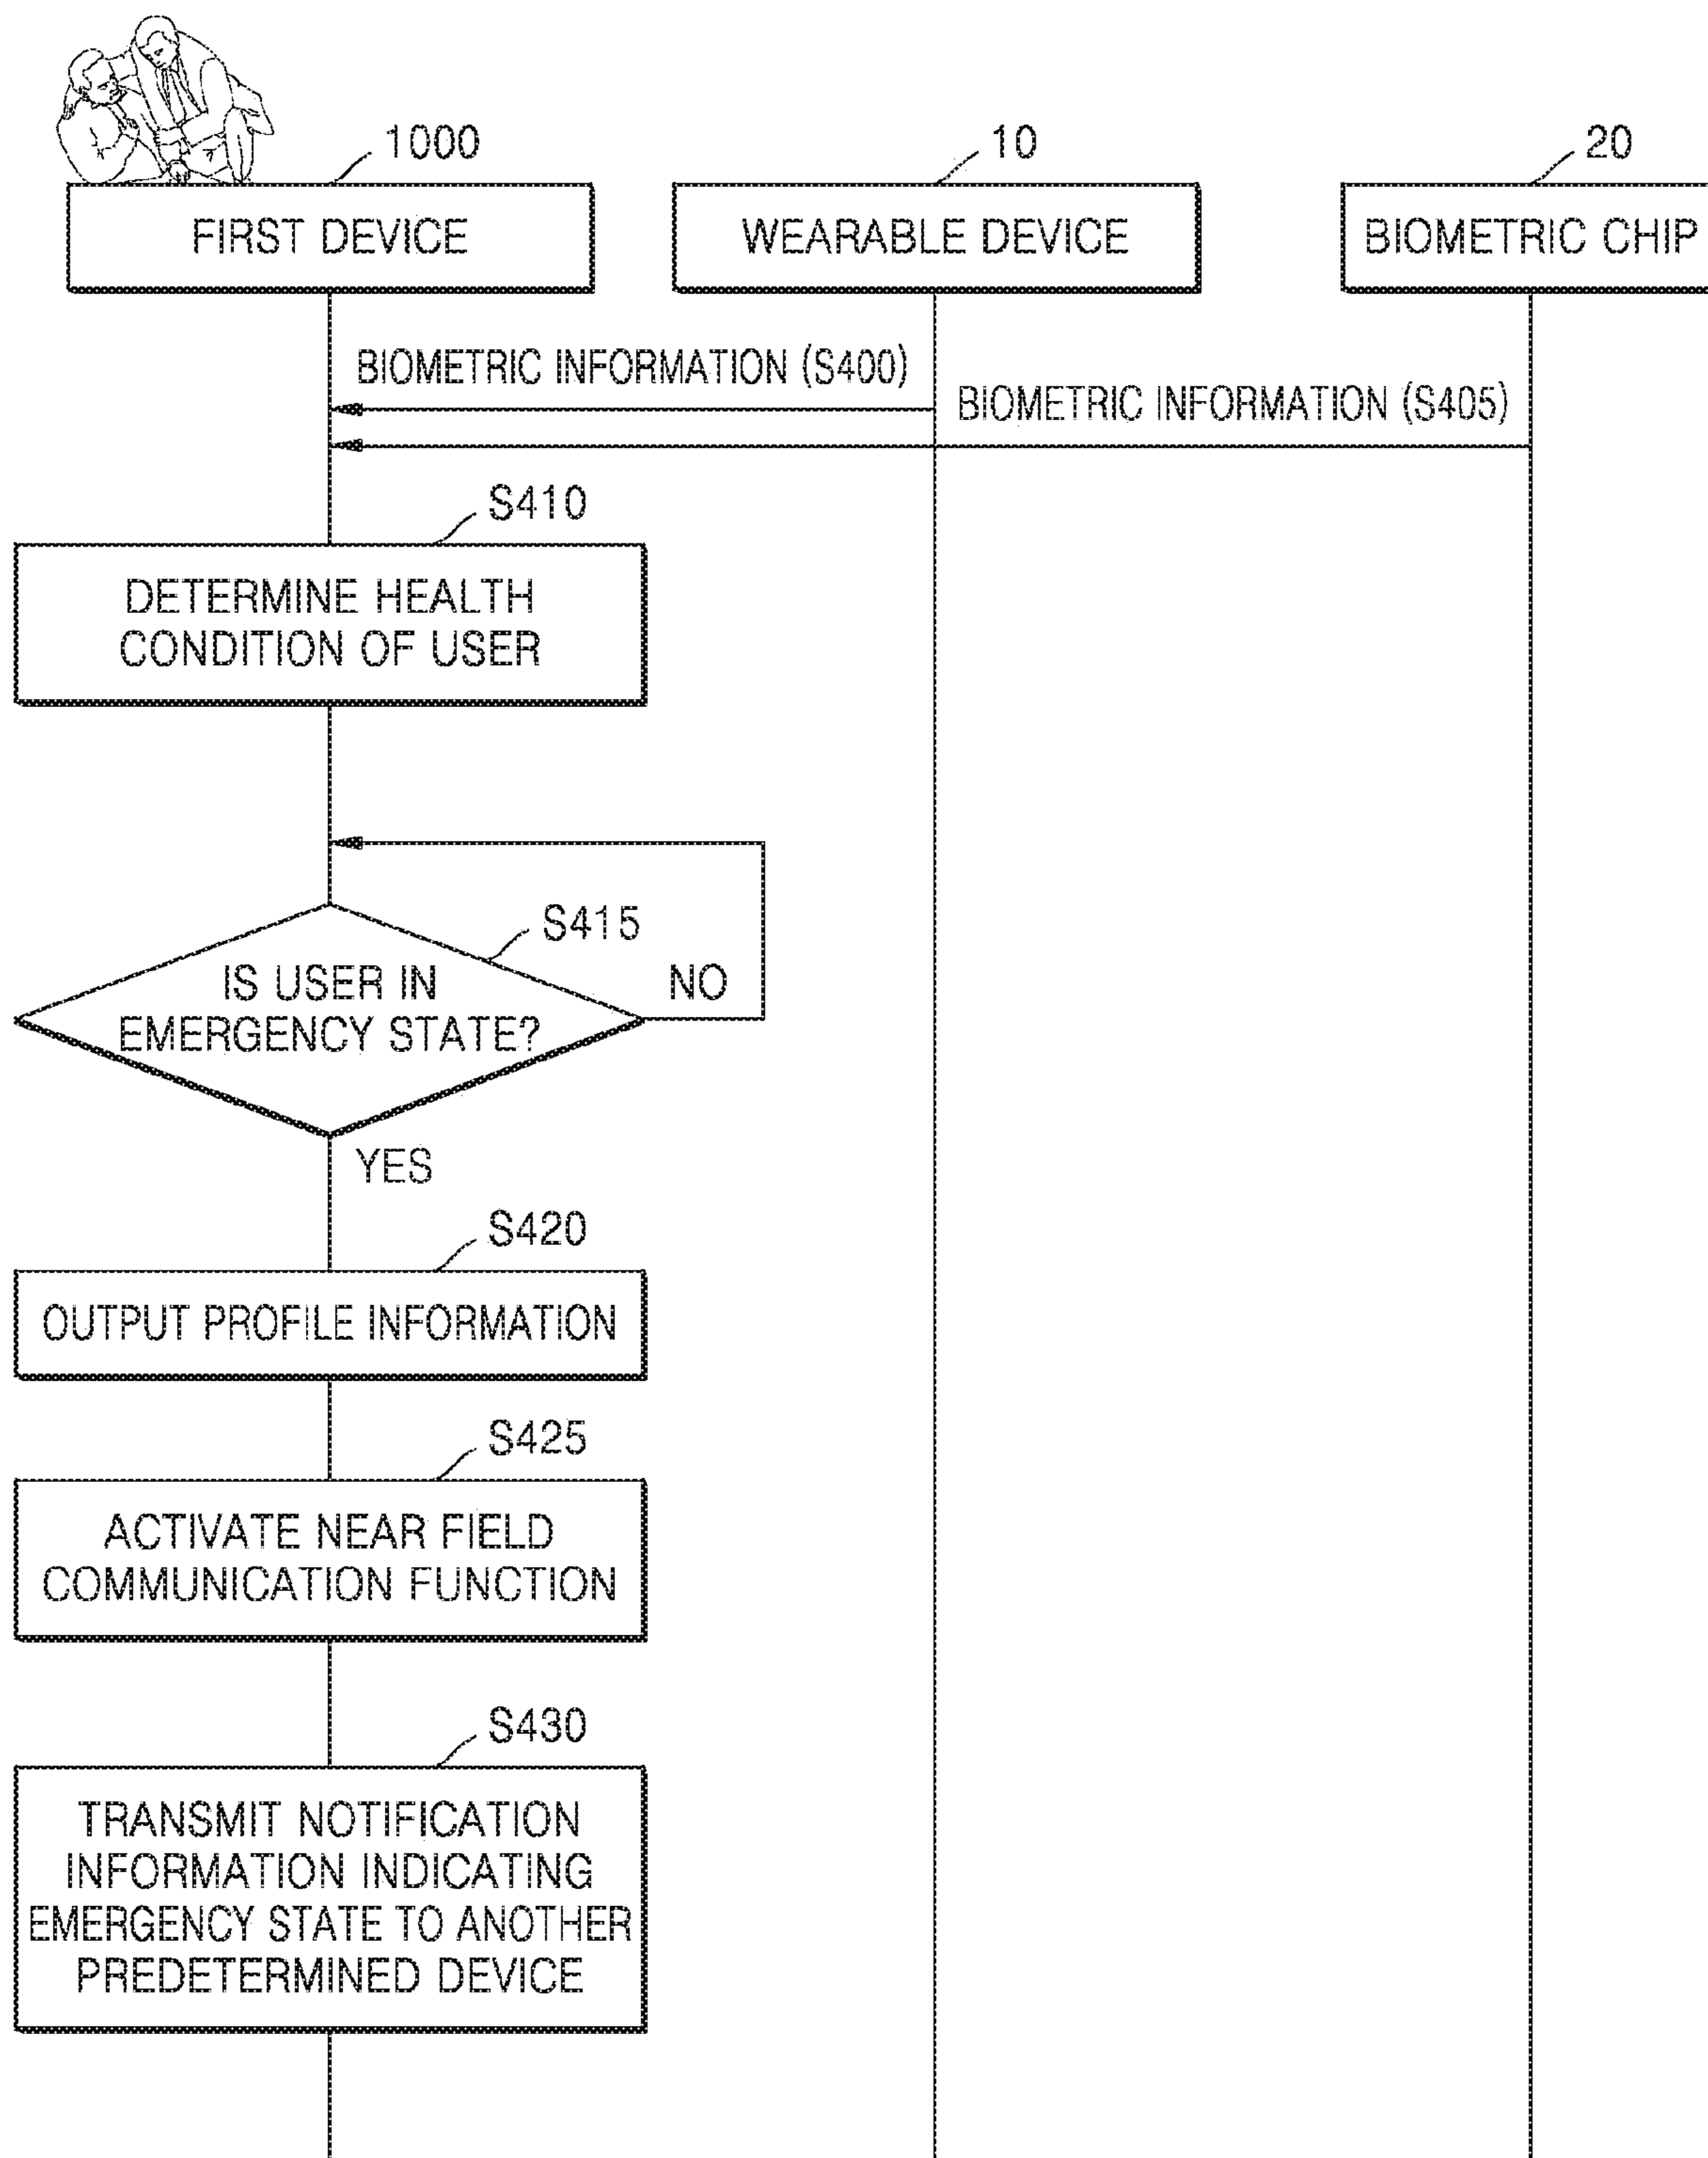 1000
10
20
FIRST DEVICE
WEARABLE DEVICE
BIOMETRIC CHIP
BIOMETRIC INFORMATION (S400)
BIOMETRIC INFORMATION (S405)
S410
DETERMINE HEALTH
CONDITION OF USER
S415
IS USER IN
EMERGENCY STATE?
NO
YES
S420
OUTPUT PROFILE INFORMATION
S425
ACTIVATE NEAR FIELD
COMMUNICATION FUNCTION
S430
TRANSMIT NOTIFICATION
INFORMATION INDICATING
EMERGENCY STATE TO ANOTHER
PREDETERMINED DEVICE